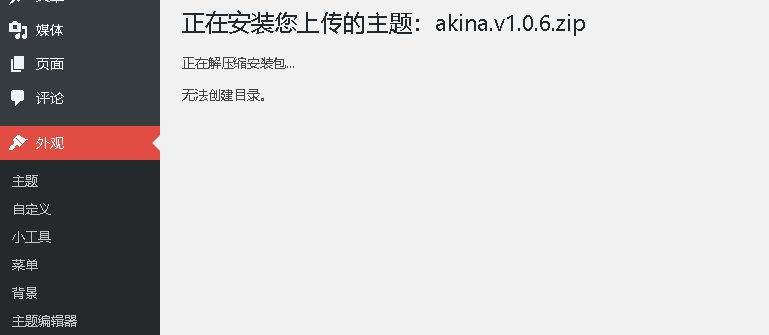 正在安装您上传的主题：akina.v1.0.6.zip
正在解压缩安装包...
无法创建目录。
媒体
页面
评论
外观
主题
自定义
小工具
菜单
背景
主题编辑器